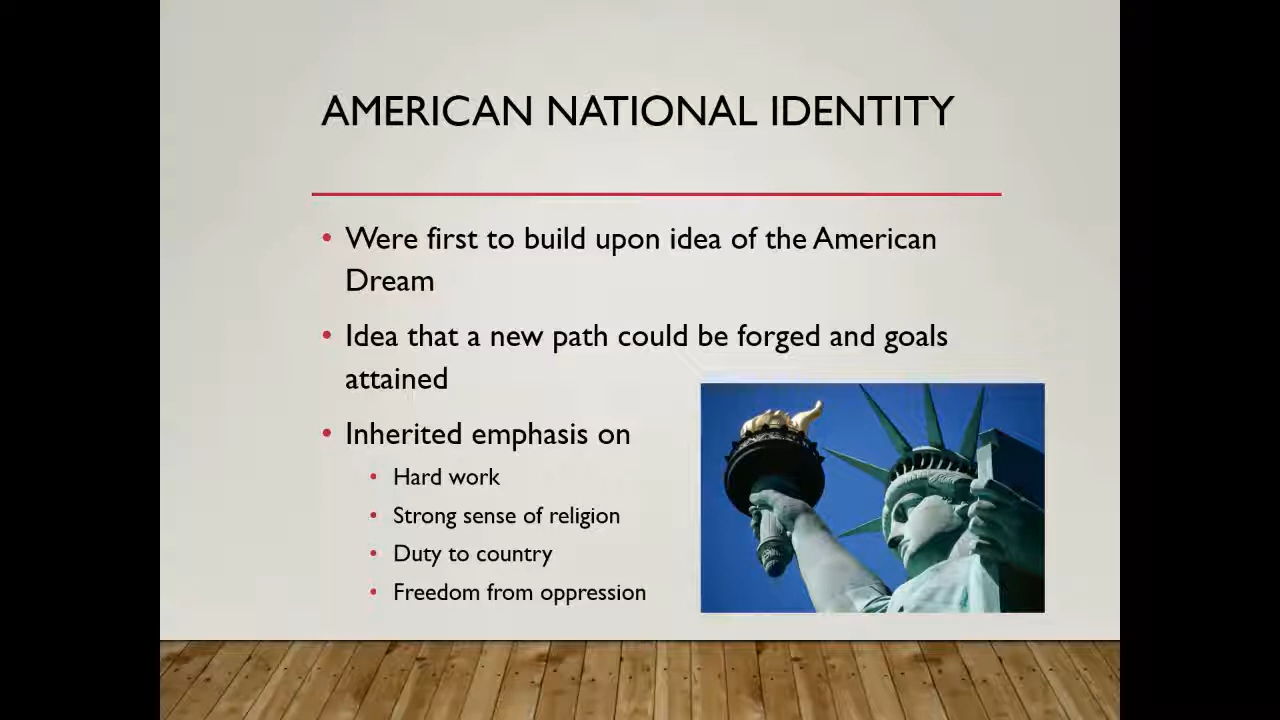 AMERICAN NATIONAL IDENTITY
• Were first to build upon idea of the American
Dream
• Idea that a new path could be forged and goals
attained
• Inherited emphasis on
• Hard work
• Strong sense of religion
• Duty to country
• Freedom from oppression